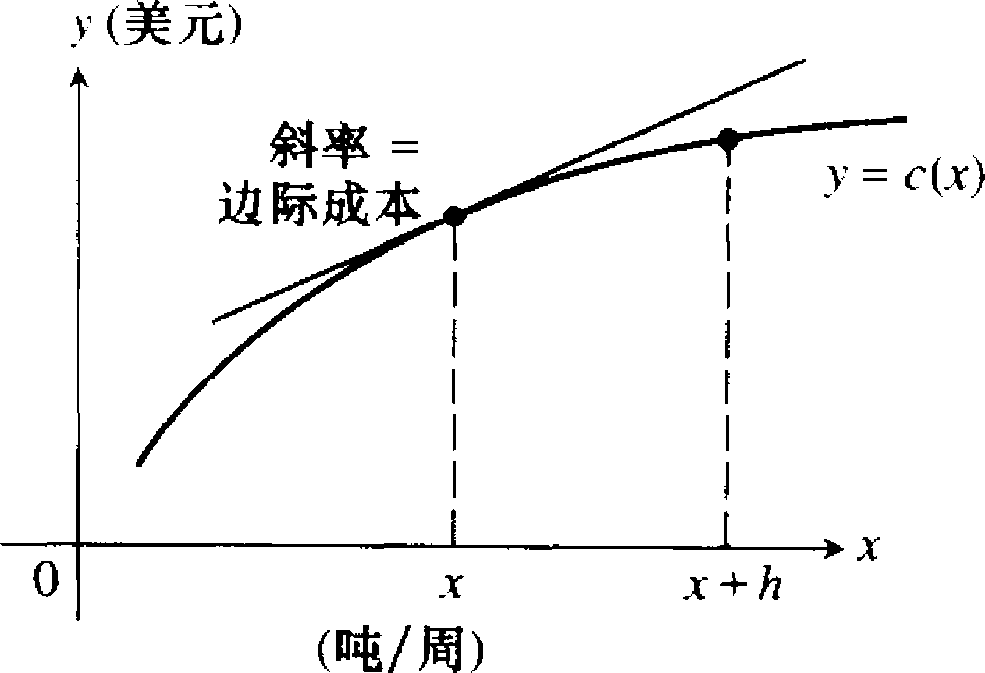 y (美元)
斜率 =
边际成本
y = c(x)
x
0
x
x + h
(吨/周)